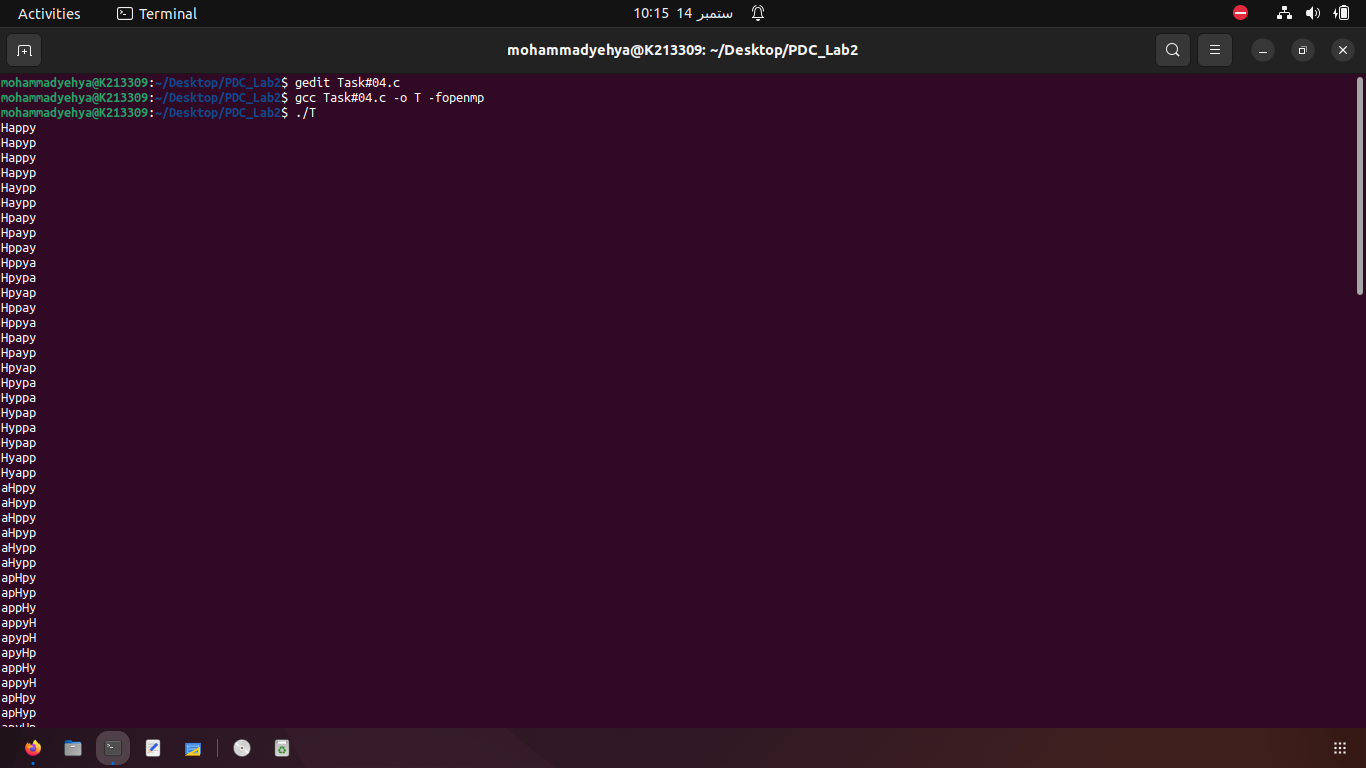 Activities Terminal 10:15 14 ستمبر
mohammadyehya@K213309: ~/Desktop/PDC_Lab2
mohammadyehya@K213309:~/Desktop/PDC_Lab2$ gedit Task#04.c
mohammadyehya@K213309:~/Desktop/PDC_Lab2$ gcc Task#04.c -o T -fopenmp
mohammadyehya@K213309:~/Desktop/PDC_Lab2$ ./T
Happy
Hapyp
Happy
Hapyp
Haypp
Haypp
Hpapy
Hpayp
Hppay
Hppya
Hpypa
Hpyap
Hppay
Hppya
Hpapy
Hpayp
Hpyap
Hpypa
Hyppa
Hypap
Hyppa
Hypap
Hyapp
Hyapp
aHppy
aHpyp
aHppy
aHpyp
aHypp
aHypp
apHpy
apHyp
appHy
appyH
apypH
apyHp
appHy
appyH
apHpy
apHyp